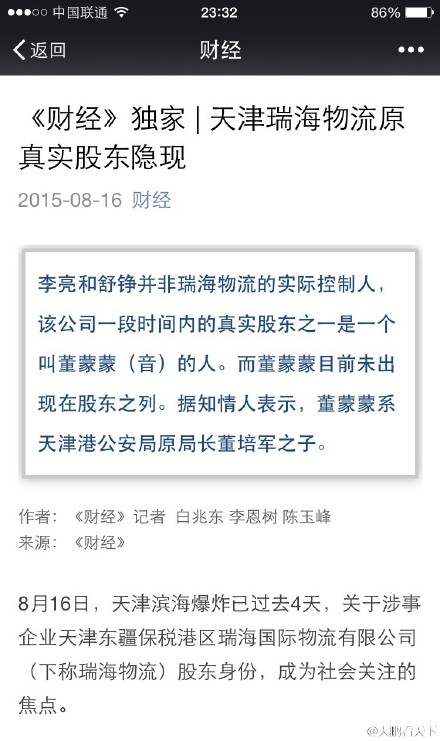 中国联通
23:32
86%
返回
财经
《财经》独家 | 天津瑞海物流原
真实股东隐现
2015-08-16 财经
李亮和舒铮并非瑞海物流的实际控制人，
该公司一段时间内的真实股东之一是一个
叫董蒙蒙（音）的人。而董蒙蒙目前未出
现在股东之列。据知情人表示，董蒙蒙系
天津港公安局原局长董培军之子。
作者：《财经》记者 白兆东 李恩树 陈玉峰
来源：《财经》
8月16日，天津滨海爆炸已过去4天，关于涉事
企业天津东疆保税港区瑞海国际物流有限公司
（下称瑞海物流）股东身份，成为社会关注的
焦点。
@大鹏看天下